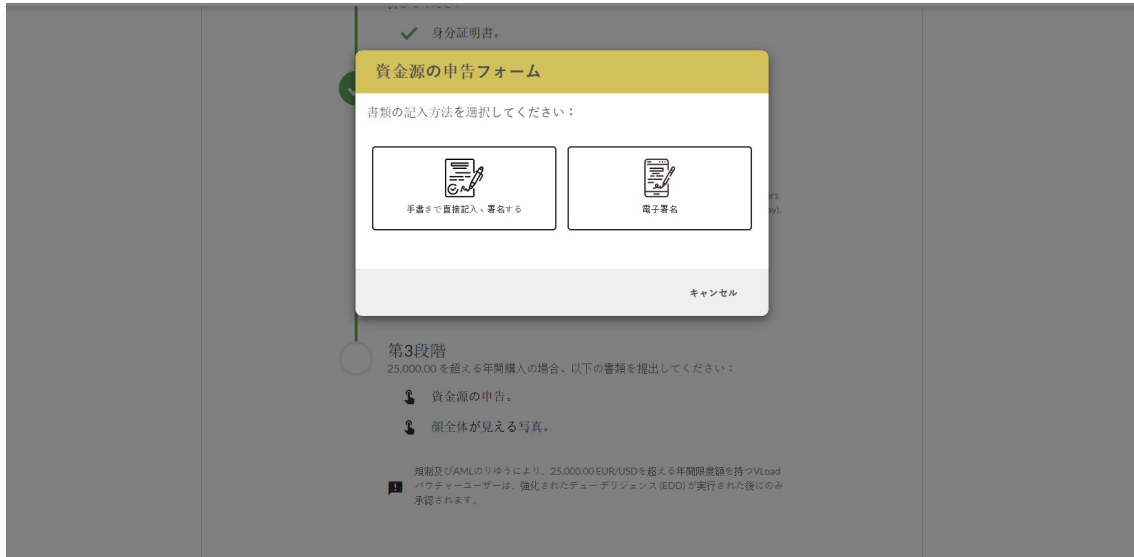 身分証明書。
資金源の申告フォーム
書類の記入方法を選択してください：
手書きで直接記入、署名する
電子署名
キャンセル
第3段階
25,000.00 を超える年間購入の場合、以下の書類を提出してください：
資金源の申告。
顔全体が見える写真。
規制及びAMLのりゆうにより、25,000.00 EUR/USDを超える年間限度額を持つVLoad
バウチャーユーザーは、強化されたデュー デリジェンス (EDD) が実行された後にのみ
承認されます。